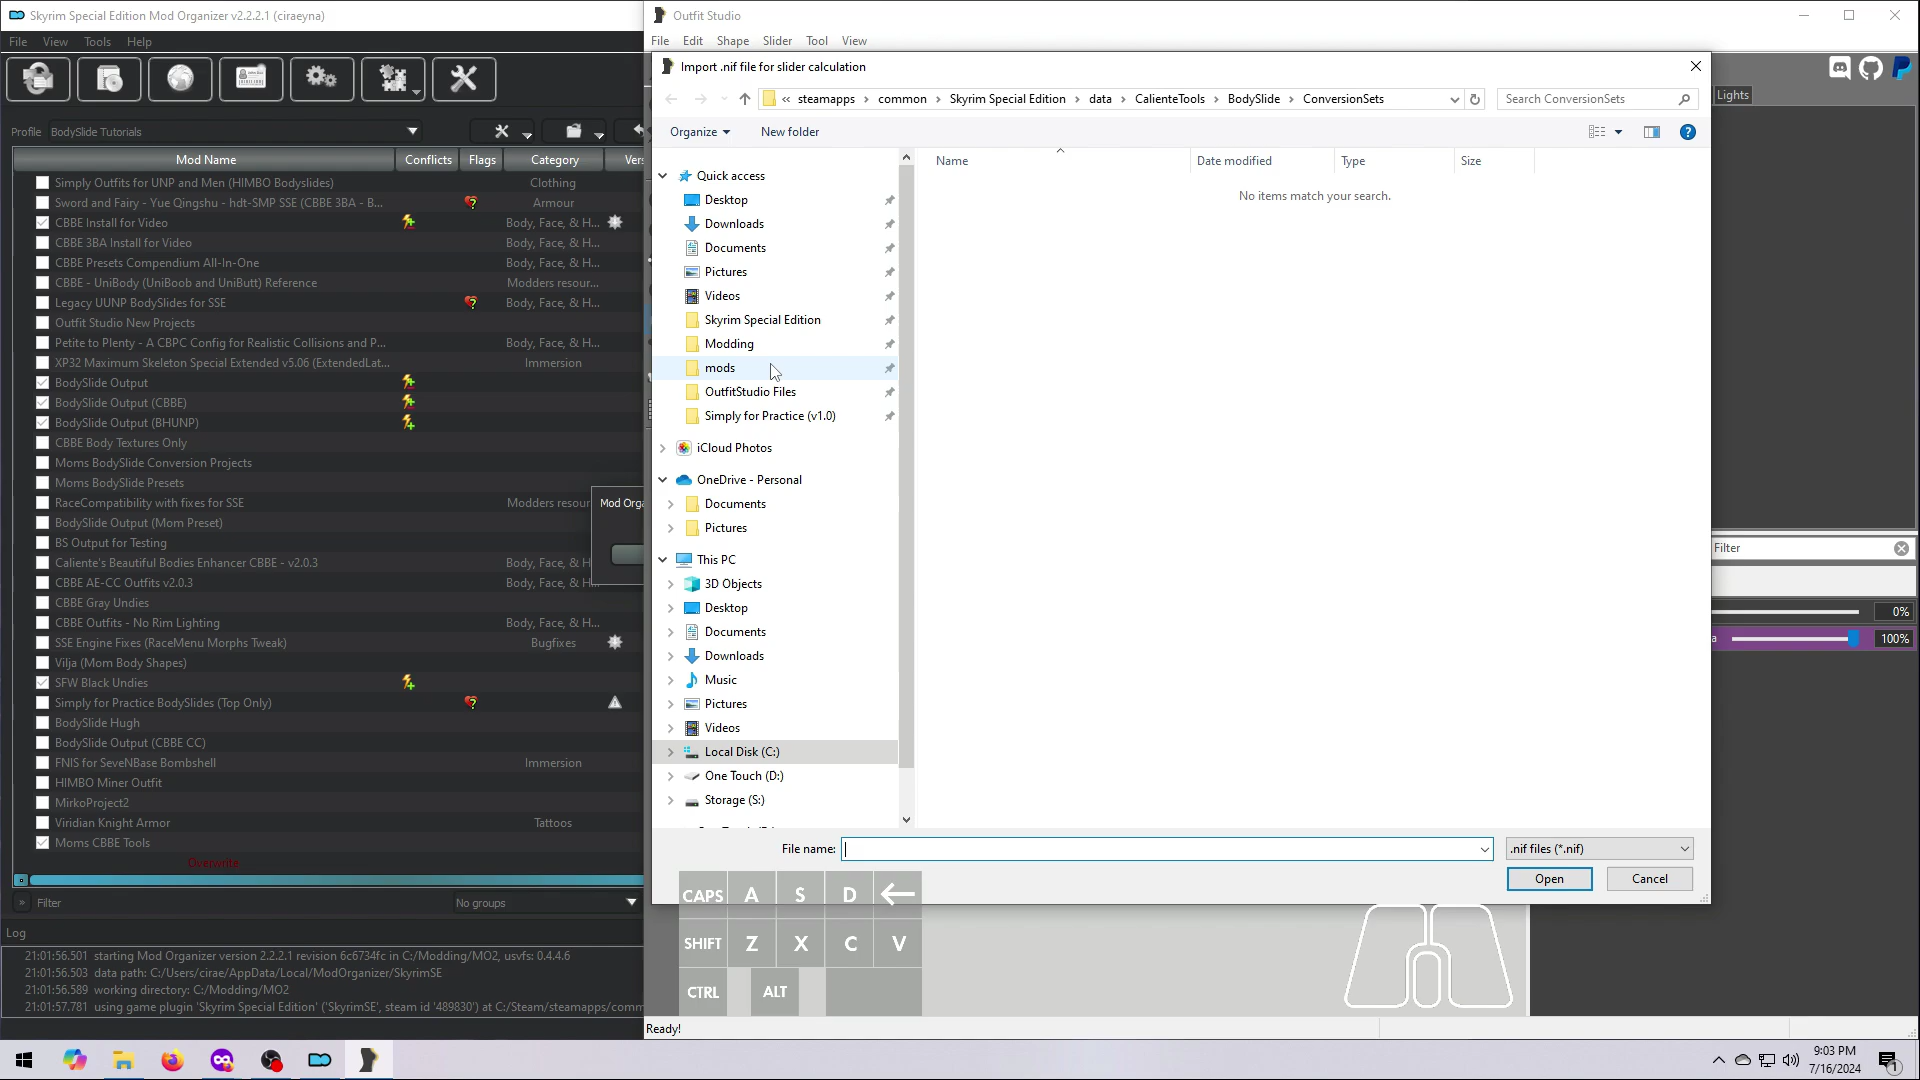 Skyrim Special Edition Mod Organizer v2.2.2.1 (ciraeyna)
File View Tools Help
Profile BodySlide Tutorials
Mod Name Conflicts Flags Category Vers
Simply Outfits for UNP and Men (HIMBO Bodyslides) Clothing
Sword and Fairy - Yue Qingshu - hdt-SMP SSE (CBBE 3BA - B... Armour
CBBE Install for Video Body, Face, & H...
CBBE 3BA Install for Video Body, Face, & H...
CBBE Presets Compendium All-In-One Body, Face, & H...
CBBE - UniBody (UniBoob and UniButt) Reference Modders resour...
Legacy UUNP BodySlides for SSE Body, Face, & H...
Outfit Studio New Projects
Petite to Plenty - A CBPC Config for Realistic Collisions and P... Body, Face, & H...
XP32 Maximum Skeleton Special Extended v5.06 (ExtendedLat... Immersion
BodySlide Output
BodySlide Output (CBBE)
BodySlide Output (BHUNP)
CBBE Body Textures Only
Moms BodySlide Conversion Projects
Moms BodySlide Presets
RaceCompatibility with fixes for SSE Modders resour
BodySlide Output (Mom Preset)
BS Output for Testing
Caliente's Beautiful Bodies Enhancer CBBE - v2.0.3 Body, Face, & H
CBBE AE-CC Outfits v2.0.3 Body, Face, & H...
CBBE Gray Undies
CBBE Outfits - No Rim Lighting Body, Face, & H...
SSE Engine Fixes (RaceMenu Morphs Tweak) Bugfixes
Vilja (Mom Body Shapes)
SFW Black Undies
Simply for Practice BodySlides (Top Only)
BodySlide Hugh
BodySlide Output (CBBE CC)
FNIS for SeveNBase Bombshell Immersion
HIMBO Miner Outfit
MirkoProject2
Viridian Knight Armor Tattoos
Moms CBBE Tools
Overwrite
» Filter No groups
Log
21:01:56.501 starting Mod Organizer version 2.2.2.1 revision 6c6734fc in C:/Modding/MO2, usvfs: 0.4.4.6
21:01:56.503 data path: C:/Users/cirae/AppData/Local/ModOrganizer/SkyrimSE
21:01:56.589 working directory: C:/Modding/MO2
21:01:57.781 using game plugin 'Skyrim Special Edition' ('SkyrimSE', steam id '489830') at C:/Steam/steamapps/comm
Mod Orga
Outfit Studio
File Edit Shape Slider Tool View
Import .nif file for slider calculation
« steamapps › common › Skyrim Special Edition › data › CalienteTools › BodySlide › ConversionSets
Search ConversionSets
Organize New folder
Name Date modified Type Size
No items match your search.
Quick access
Desktop
Downloads
Documents
Pictures
Videos
Skyrim Special Edition
Modding
mods
OutfitStudio Files
Simply for Practice (v1.0)
iCloud Photos
OneDrive - Personal
Documents
Pictures
This PC
3D Objects
Desktop
Documents
Downloads
Music
Pictures
Videos
Local Disk (C:)
One Touch (D:)
Storage (S:)
File name: .nif files (*.nif)
Open Cancel
Lights
Filter
0%
a 100%
CAPS A S D
SHIFT Z X C V
CTRL ALT
Ready!
9:03 PM
7/16/2024
1